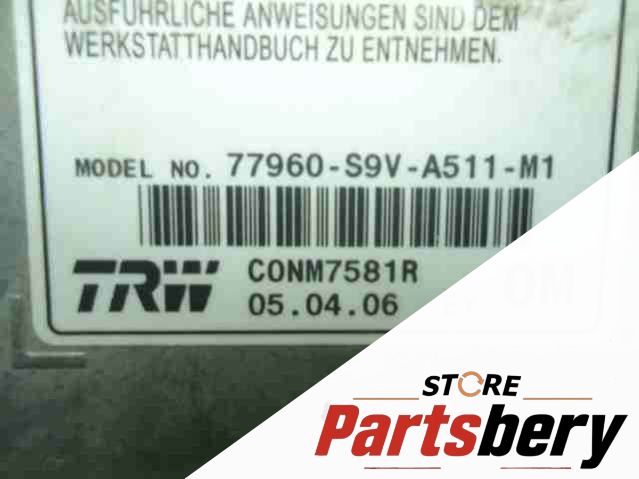 AUSFÜHRLICHE ANWEISUNGEN SIND DEM
WERKSTATTHANDBUCH ZU ENTNEHMEN.
MODEL NO. 77960-S9V-A511-M1
TRW CONM7581R
05.04.06
OM
STORE
Partsbery